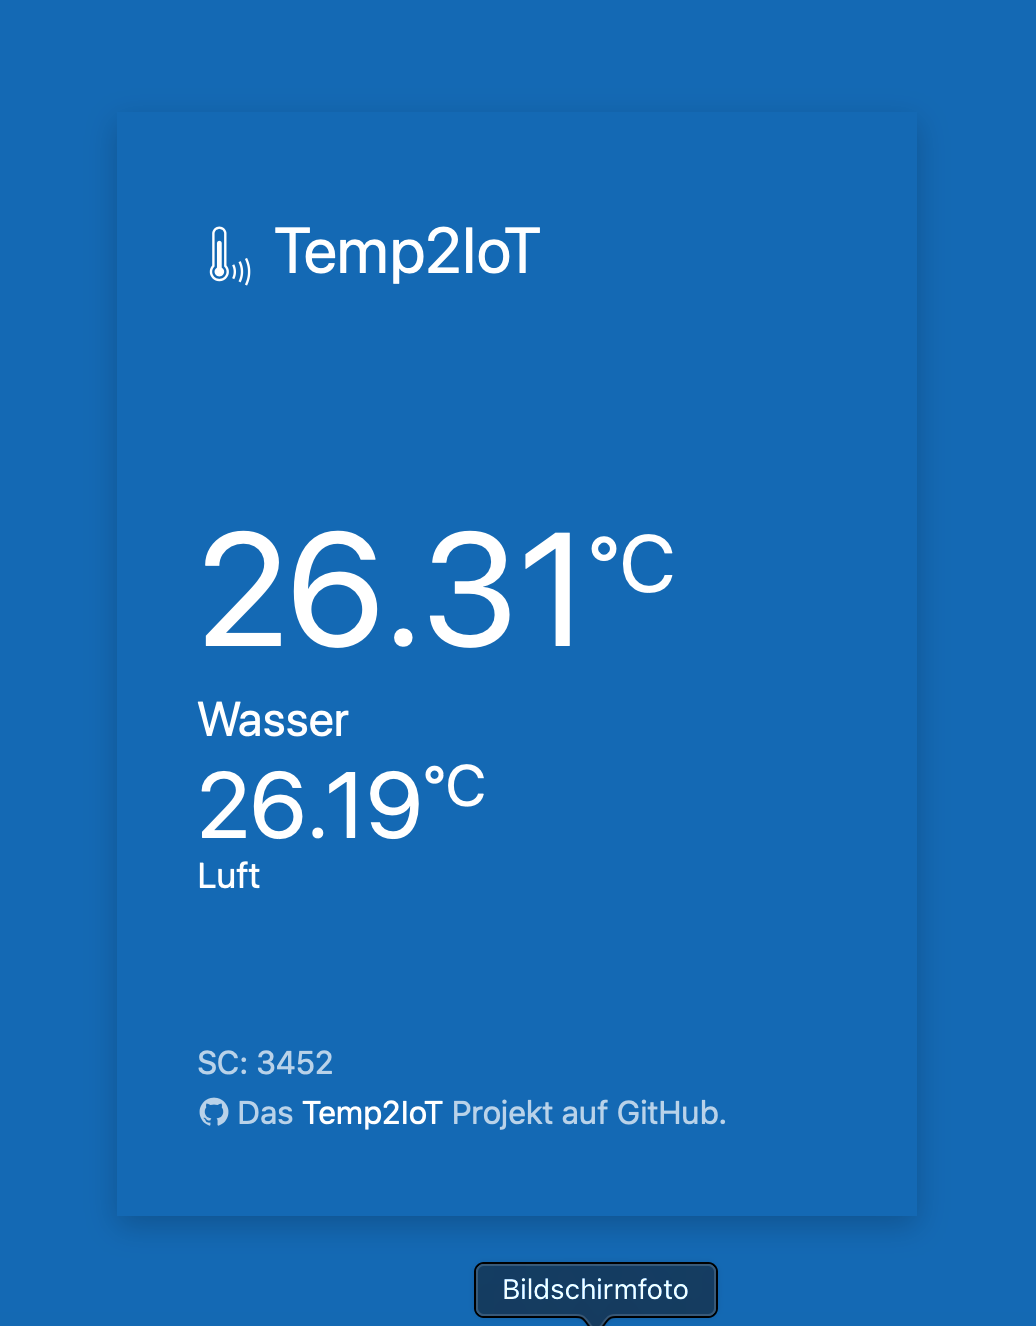 Temp2IoT
26.31°C
Wasser
26.19°C
Luft
SC: 3452
Das Temp2IoT Projekt auf GitHub.
Bildschirmfoto